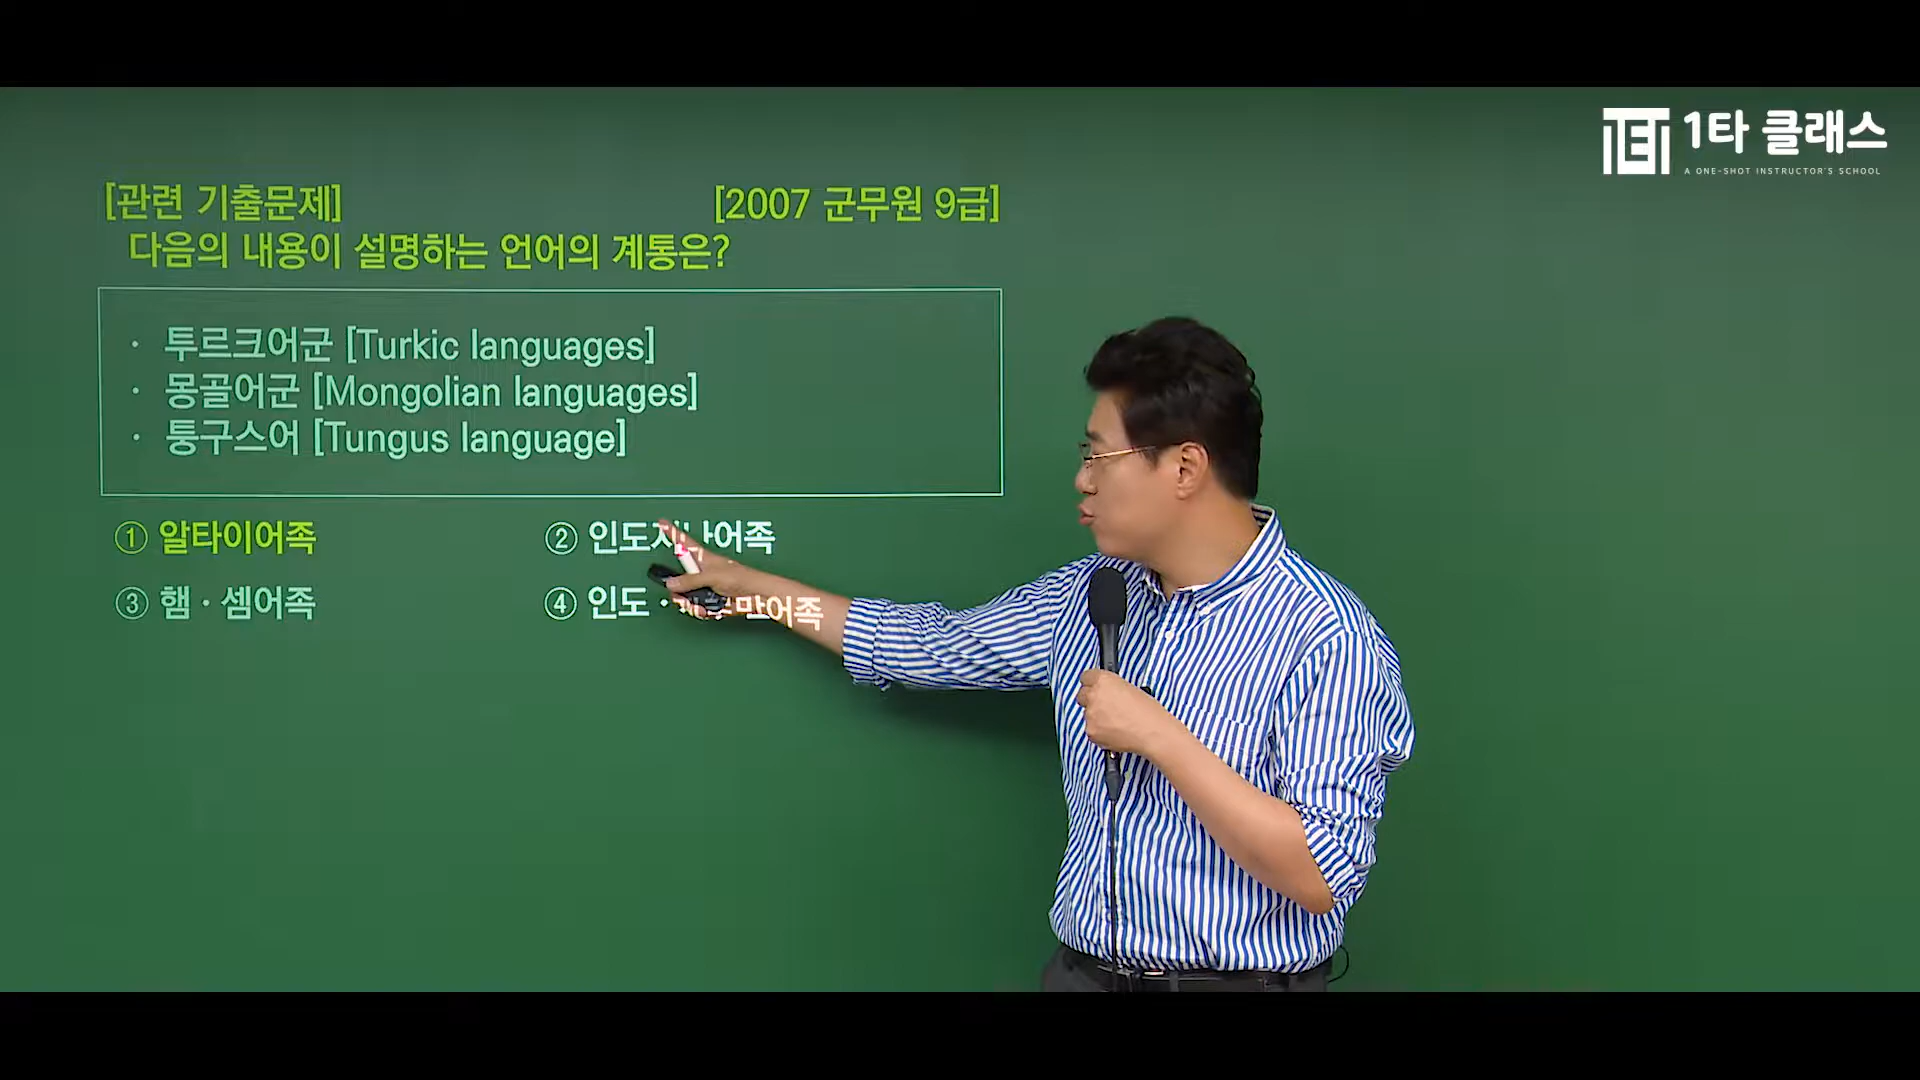 1타 클래스
A ONE-SHOT INSTRUCTOR'S SCHOOL
[관련 기출문제] [2007 군무원 9급]
다음의 내용이 설명하는 언어의 계통은?
· 투르크어군 [Turkic languages]
· 몽골어군 [Mongolian languages]
· 퉁구스어 [Tungus language]
① 알타이어족 ② 인도지나어족
③ 햄·셈어족 ④ 인도·게르만어족